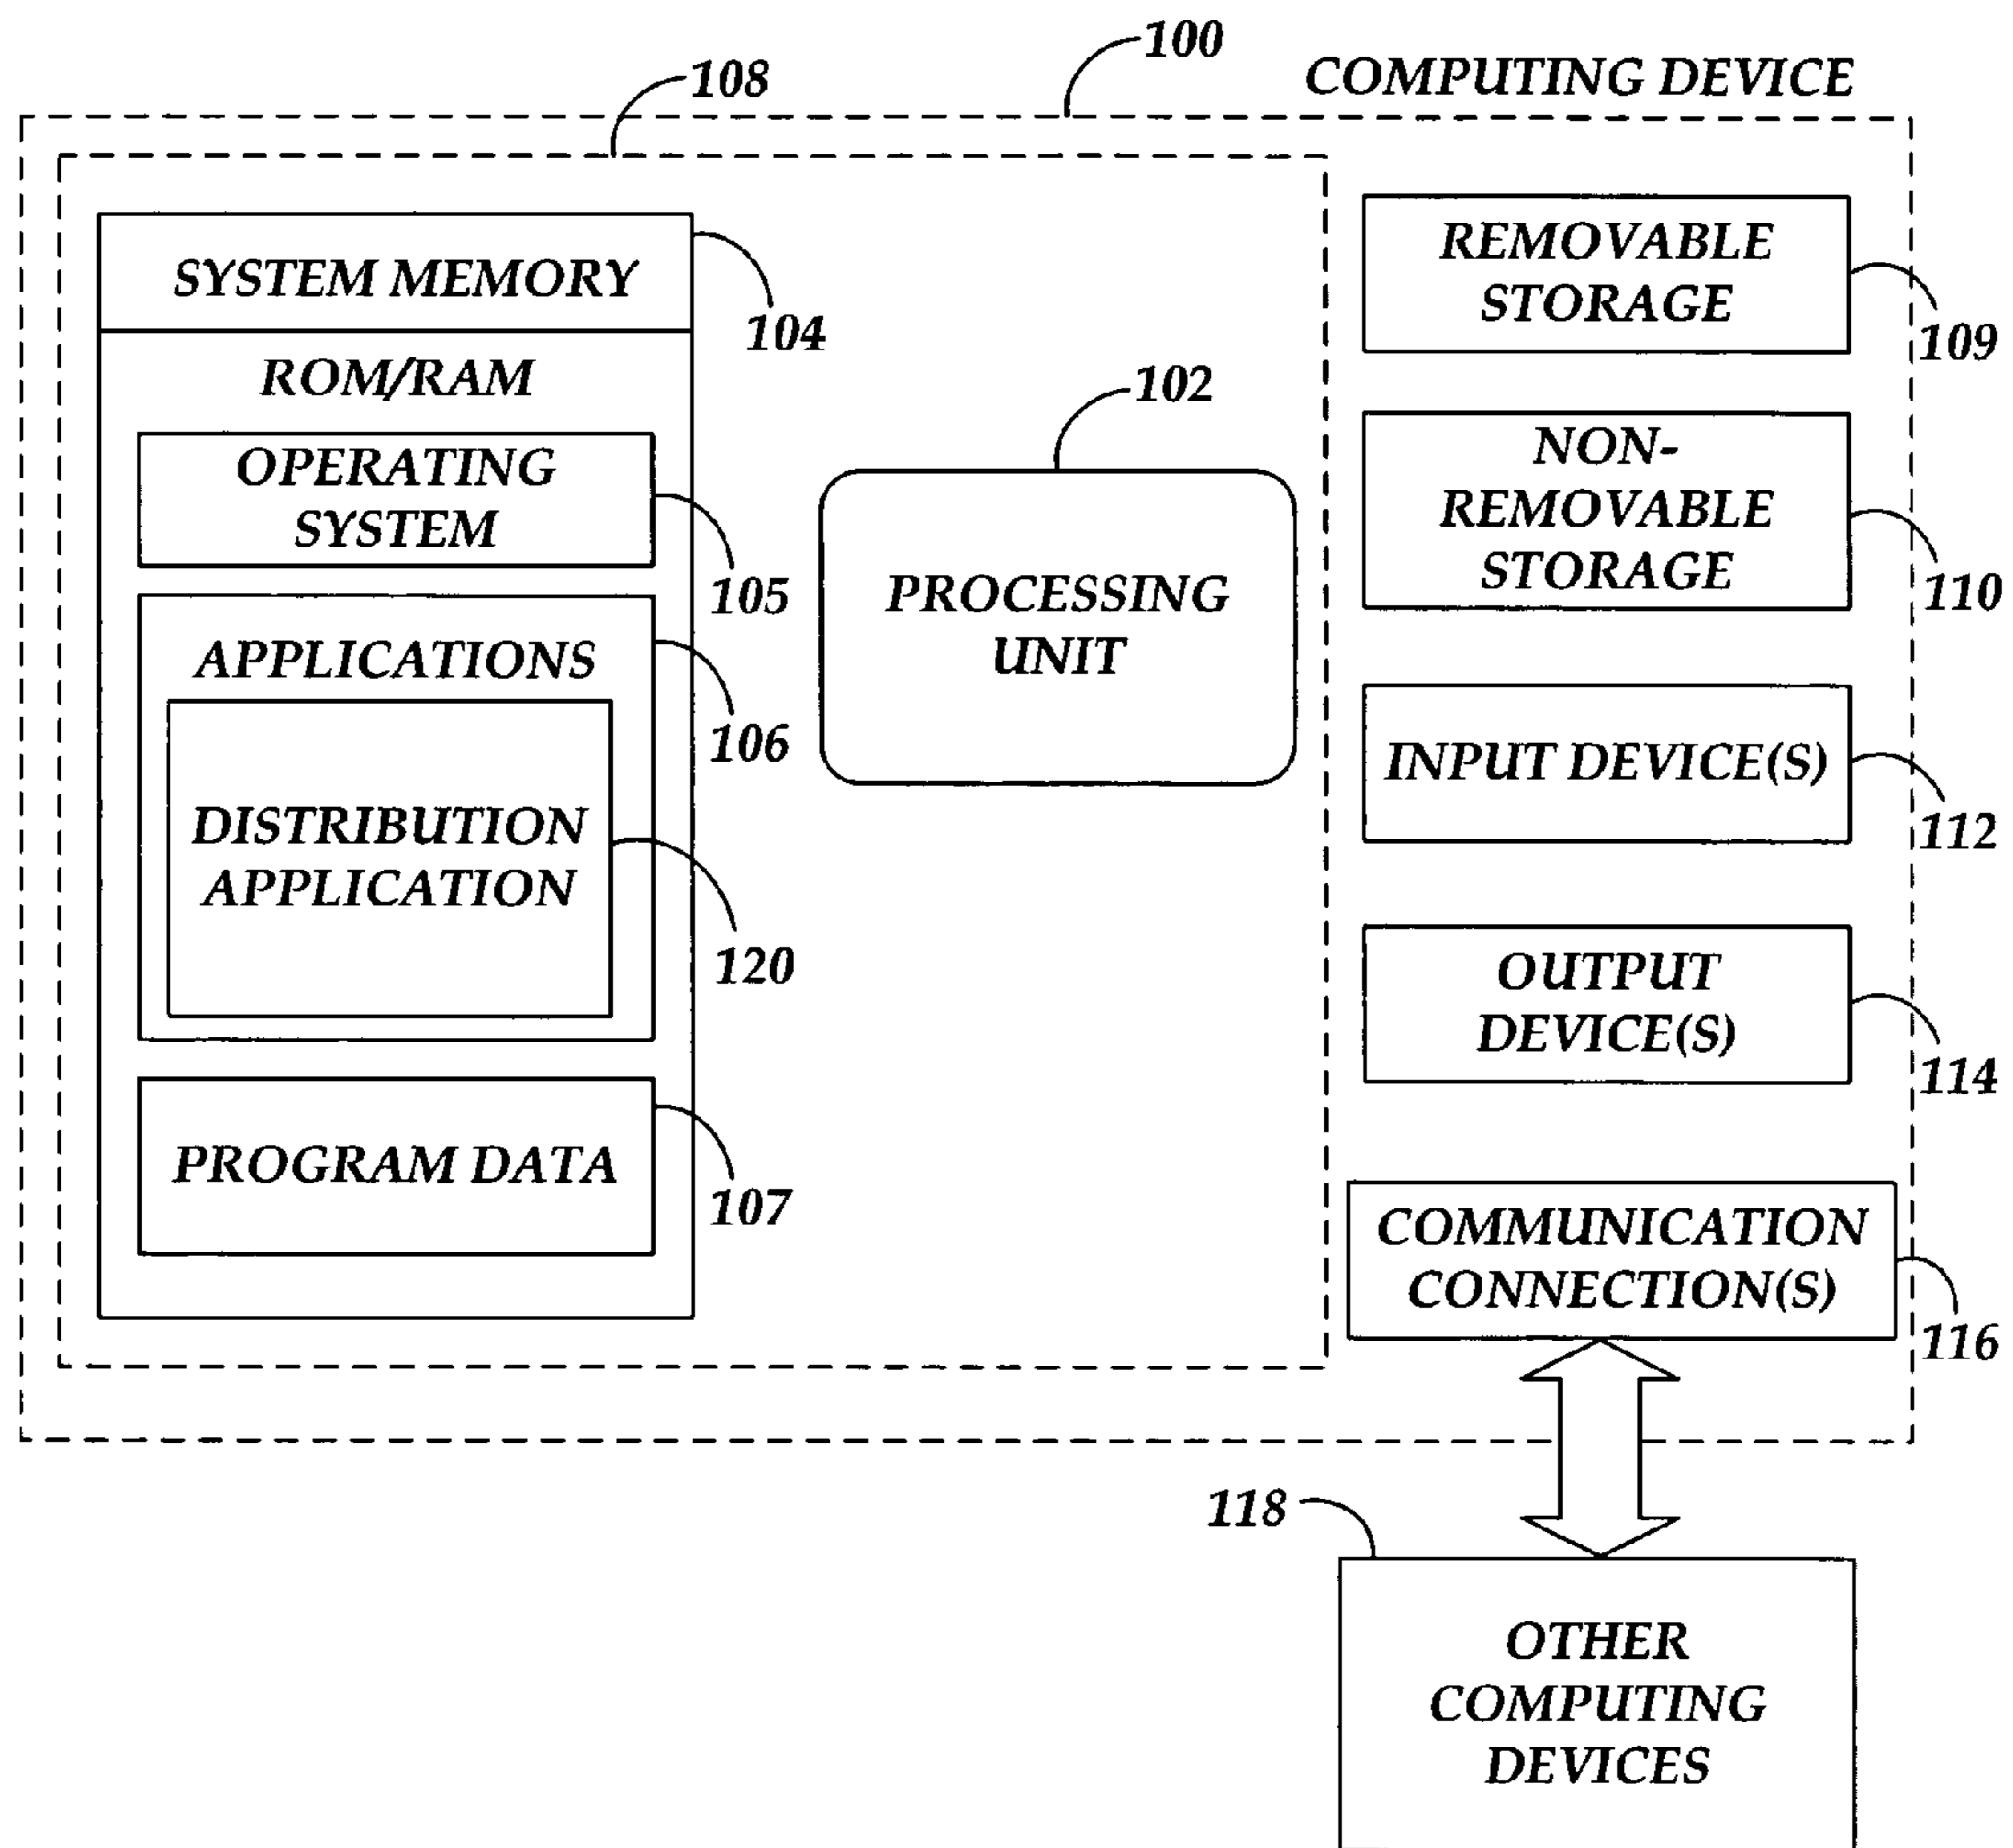 100
COMPUTING DEVICE
108
SYSTEM MEMORY
104
ROM/RAM
OPERATING
SYSTEM
105
APPLICATIONS
106
DISTRIBUTION
APPLICATION
120
PROGRAM DATA
107
102
PROCESSING
UNIT
REMOVABLE
STORAGE
109
NON-
REMOVABLE
STORAGE
110
INPUT DEVICE(S)
112
OUTPUT
DEVICE(S)
114
COMMUNICATION
CONNECTION(S)
116
118
OTHER
COMPUTING
DEVICES